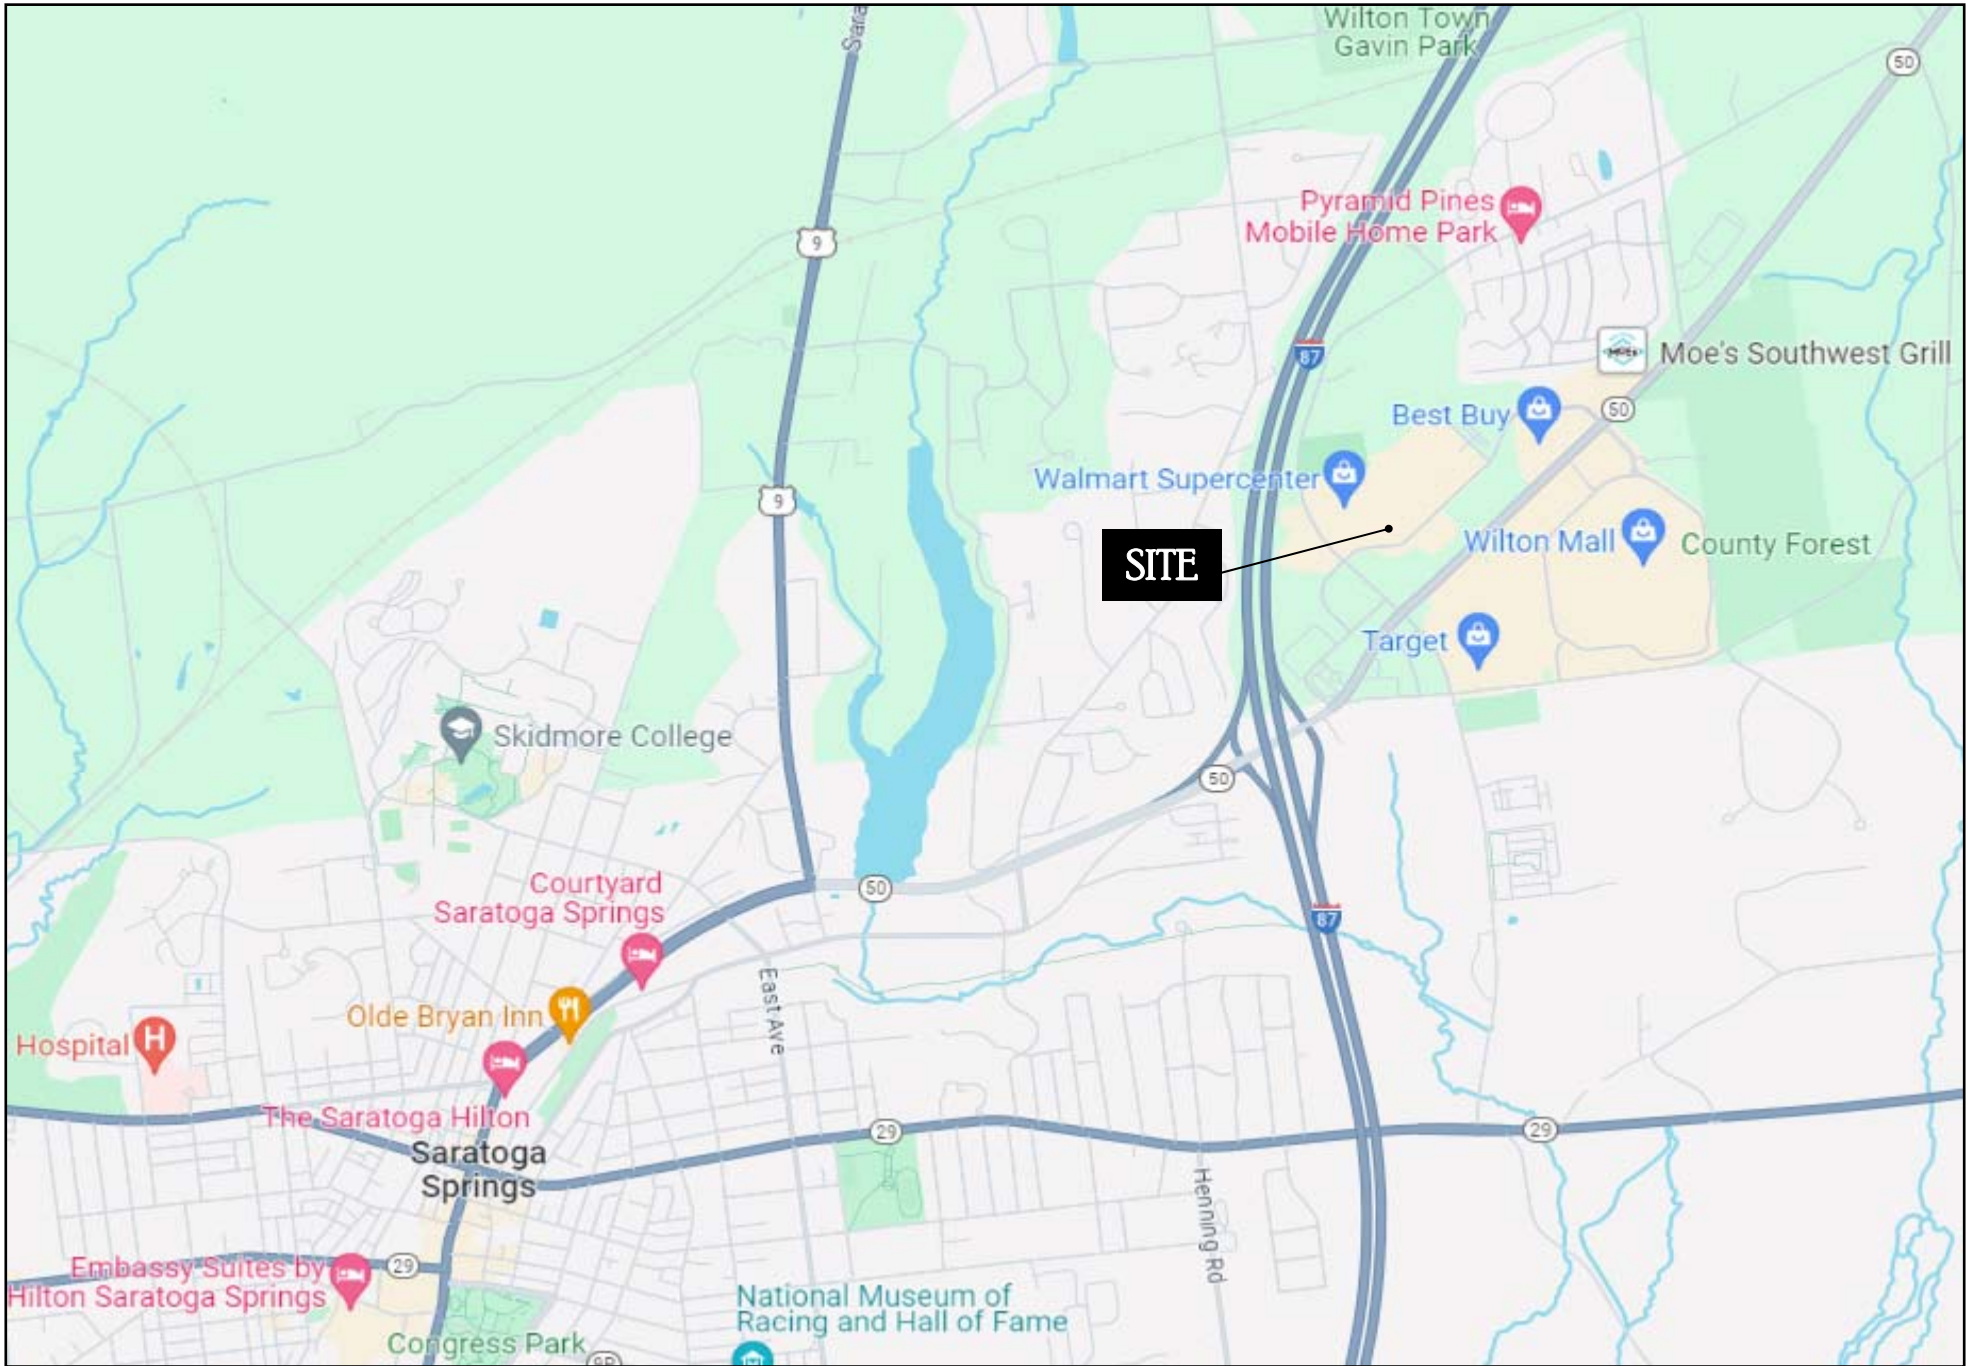 Wilton Town
Gavin Park
50
9
Pyramid Pines
Mobile Home Park
87
Moe's Southwest Grill
50
Best Buy
Walmart Supercenter
9
SITE
Wilton Mall
County Forest
Target
Skidmore College
50
50
Courtyard
Saratoga Springs
87
East Ave
Olde Bryan Inn
Hospital
The Saratoga Hilton
29
29
Saratoga
Springs
Henning Rd
29
Embassy Suites by
Hilton Saratoga Springs
National Museum of
Racing and Hall of Fame
Congress Park